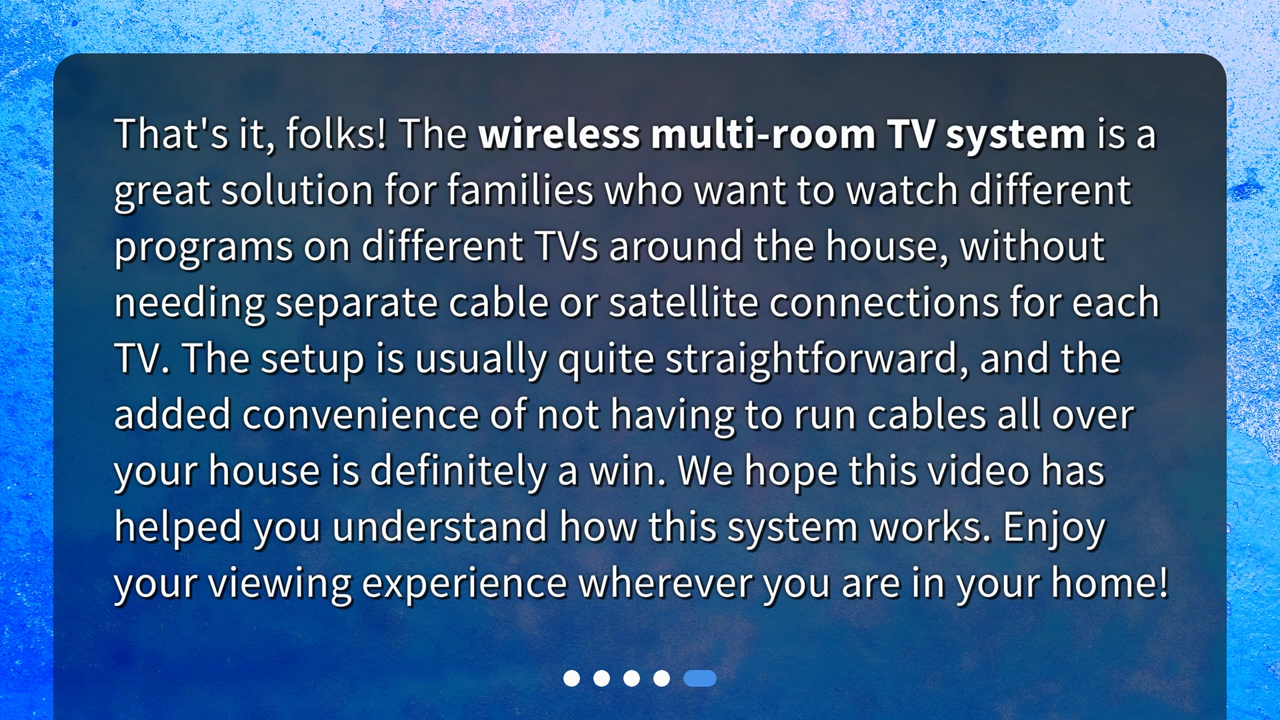 That's it, folks! The wireless multi-room TV system is a
great solution for families who want to watch different
programs on different TVs around the house, without
needing separate cable or satellite connections for each
TV. The setup is usually quite straightforward, and the
added convenience of not having to run cables all over
your house is definitely a win. We hope this video has
helped you understand how this system works. Enjoy
your viewing experience wherever you are in your home!